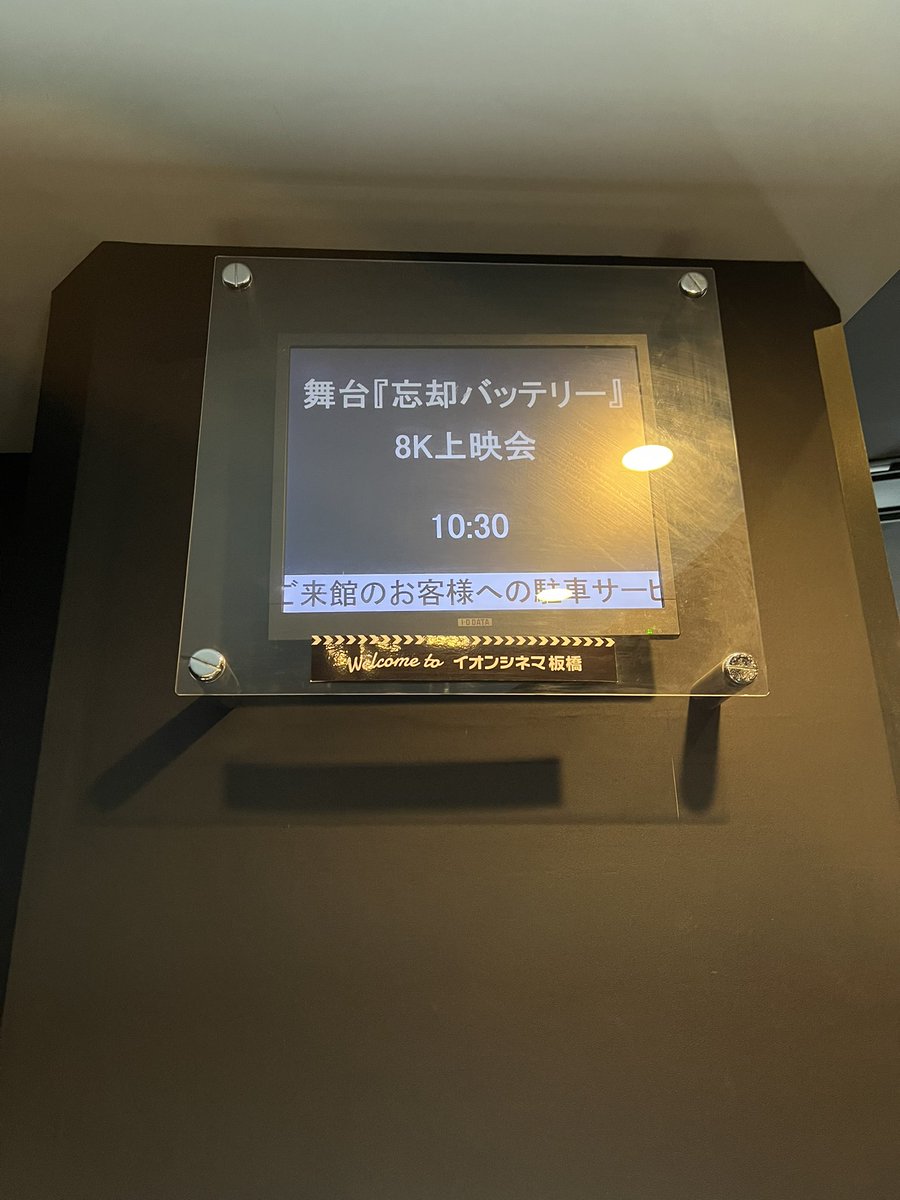 舞台『忘却バッテリー』
8K上映会
10:30
ご来館のお客様への駐車サービ
I-O DATA
Welcome to イオンシネマ板橋